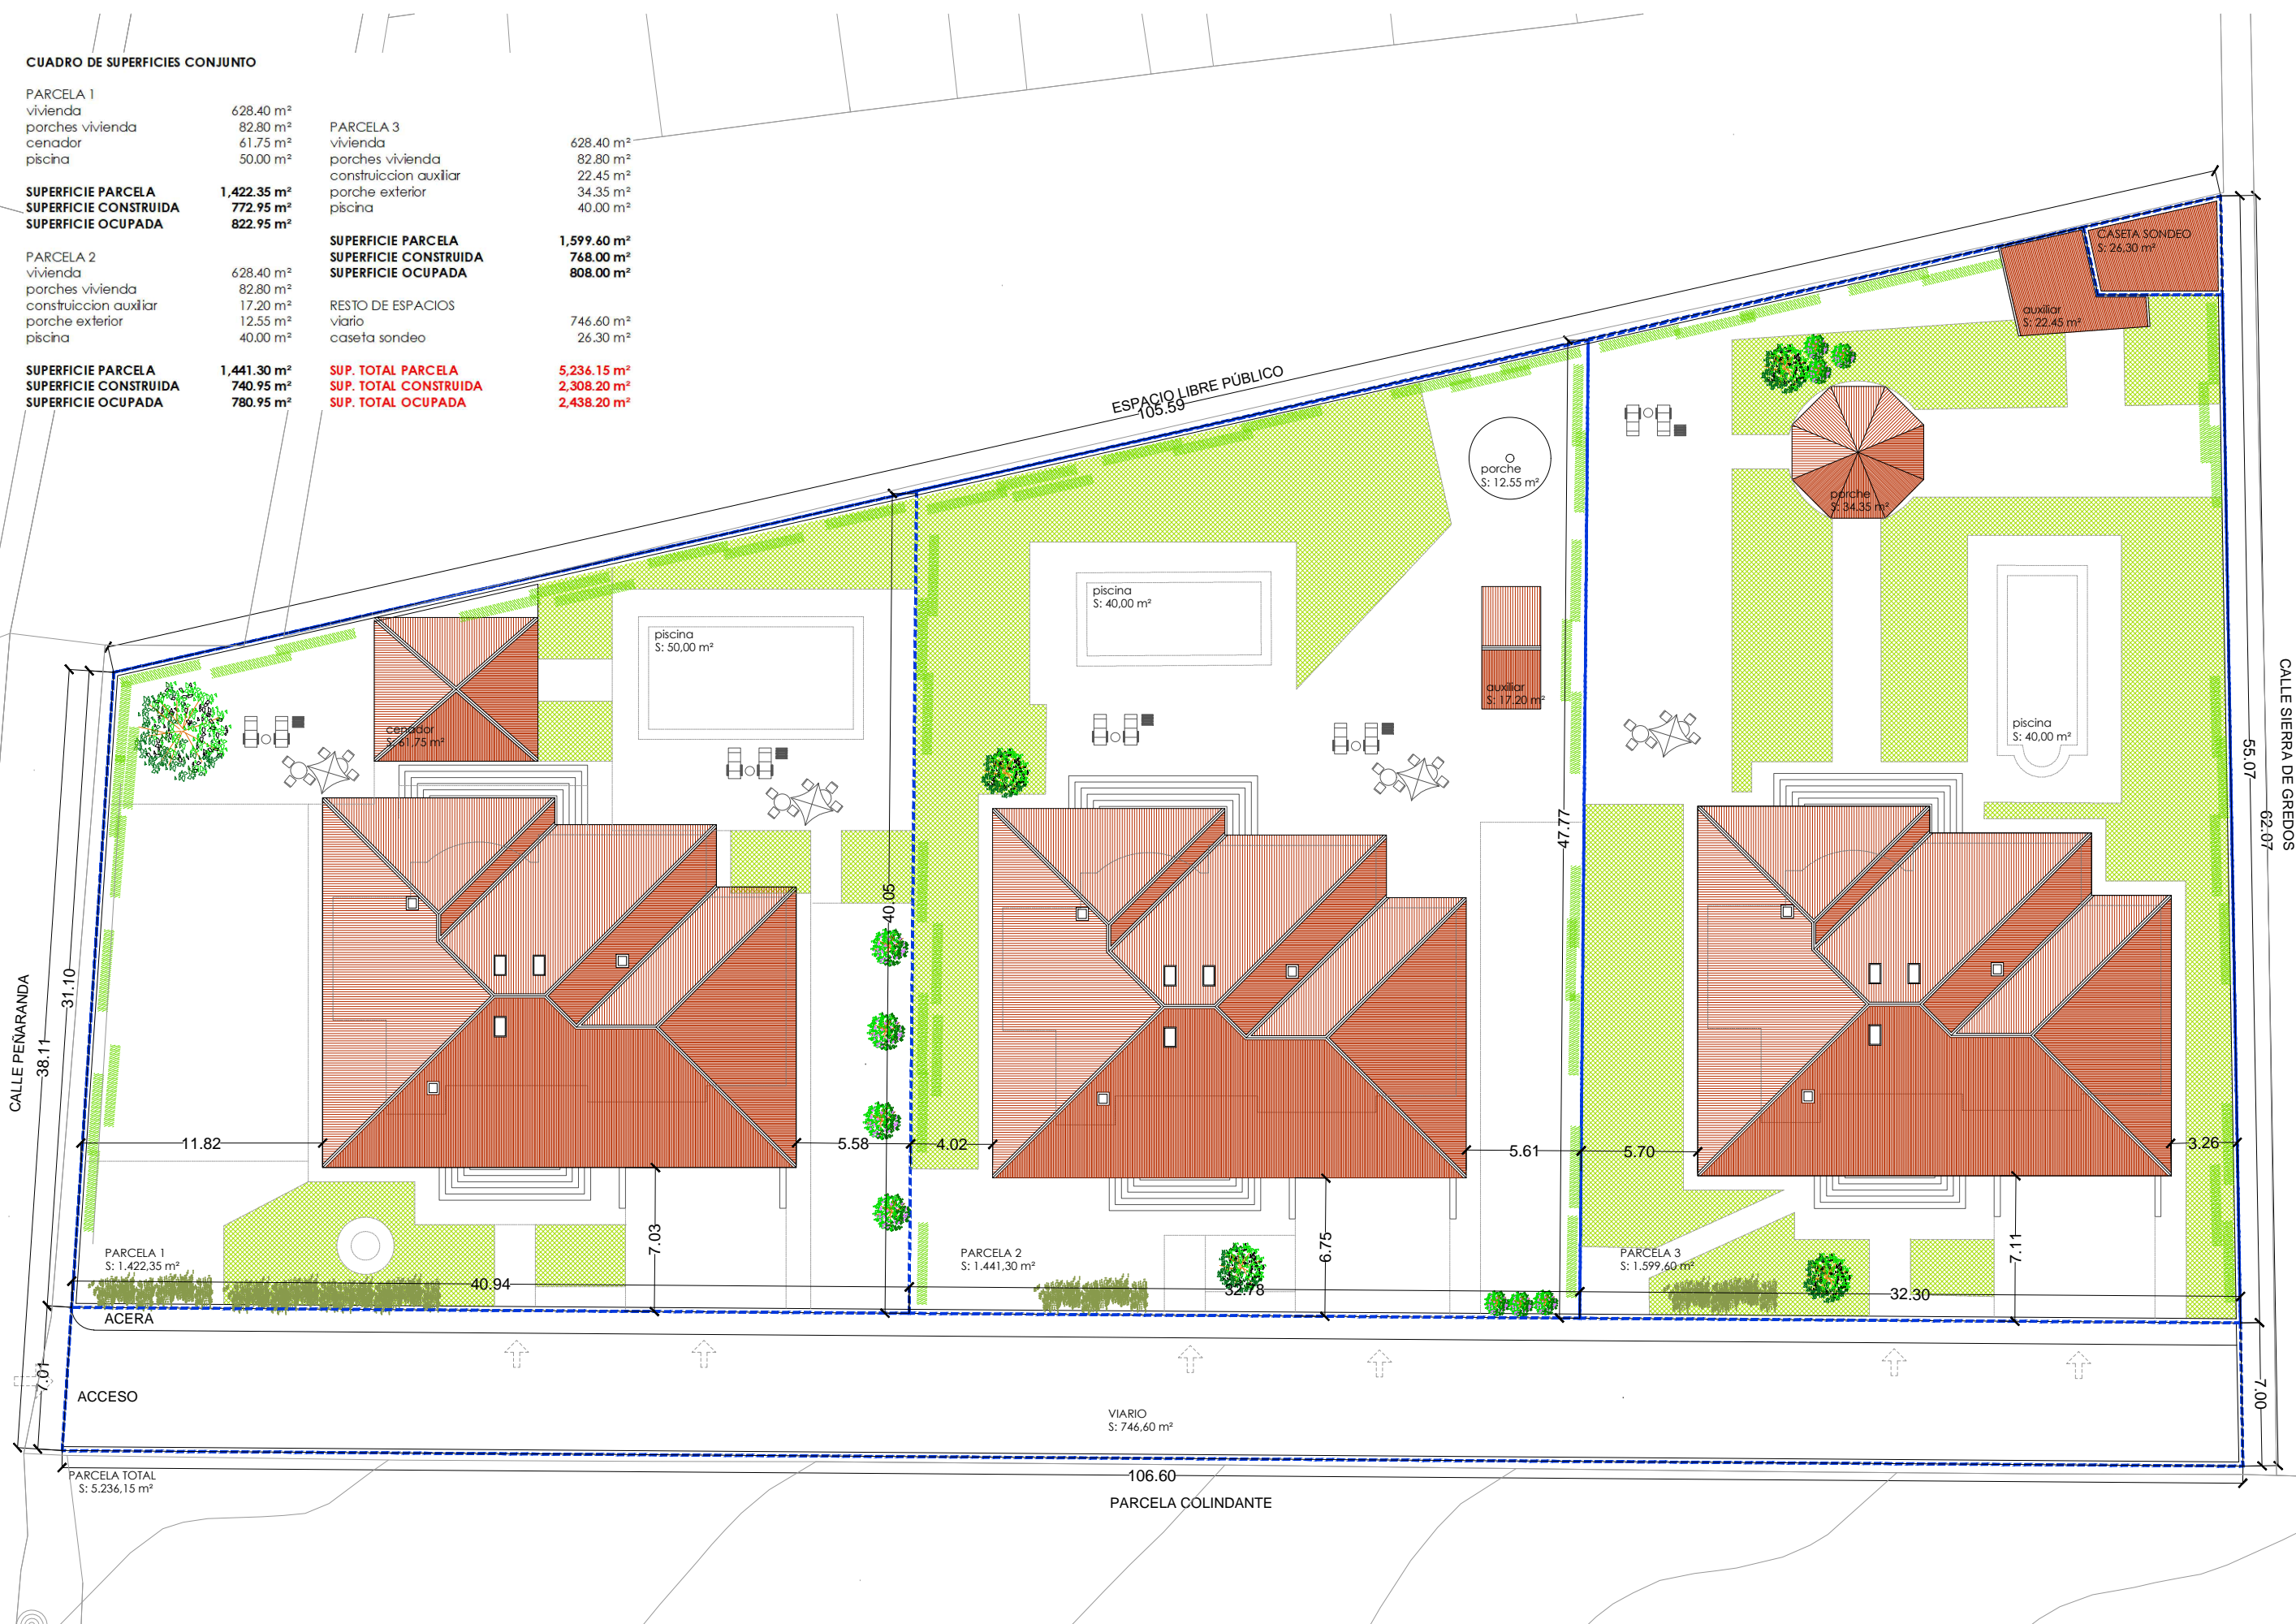 CUADRO DE SUPERFICIES CONJUNTO
PARCELA 1
vivienda 628.40 m²
porches vivienda 82.80 m²
cenador 61.75 m²
piscina 50.00 m²
SUPERFICIE PARCELA 1,422.35 m²
SUPERFICIE CONSTRUIDA 772.95 m²
SUPERFICIE OCUPADA 822.95 m²
PARCELA 2
vivienda 628.40 m²
porches vivienda 82.80 m²
construiccion auxiliar 17.20 m²
porche exterior 12.55 m²
piscina 40.00 m²
SUPERFICIE PARCELA 1,441.30 m²
SUPERFICIE CONSTRUIDA 740.95 m²
SUPERFICIE OCUPADA 780.95 m²
PARCELA 3
vivienda 628.40 m²
porches vivienda 82.80 m²
construiccion auxiliar 22.45 m²
porche exterior 34.35 m²
piscina 40.00 m²
SUPERFICIE PARCELA 1,599.60 m²
SUPERFICIE CONSTRUIDA 768.00 m²
SUPERFICIE OCUPADA 808.00 m²
RESTO DE ESPACIOS
viario 746.60 m²
caseta sondeo 26.30 m²
SUP. TOTAL PARCELA 5,236.15 m²
SUP. TOTAL CONSTRUIDA 2,308.20 m²
SUP. TOTAL OCUPADA 2,438.20 m²
CASETA SONDEO
S: 26,30 m²
auxiliar
S: 22.45 m²
ESPACIO LIBRE PÚBLICO
105.59
porche
S: 12.55 m²
porche
S: 34.35 m²
piscina
S: 40,00 m²
piscina
S: 50,00 m²
auxiliar
S: 17.20 m²
cenador
S: 61,75 m²
piscina
S: 40,00 m²
CALLE SIERRA DE GREDOS
55.07
62.07
47.77
40.05
CALLE PEÑARANDA
38.11
31.10
11.82
5.58
4.02
5.61
5.70
3.26
7.03
6.75
7.11
PARCELA 1
S: 1.422,35 m²
PARCELA 2
S: 1.441,30 m²
PARCELA 3
S: 1.599,60 m²
40.94
32.78
32.30
ACERA
7.01
ACCESO
7.00
VIARIO
S: 746,60 m²
PARCELA TOTAL
S: 5.236,15 m²
106.60
PARCELA COLINDANTE